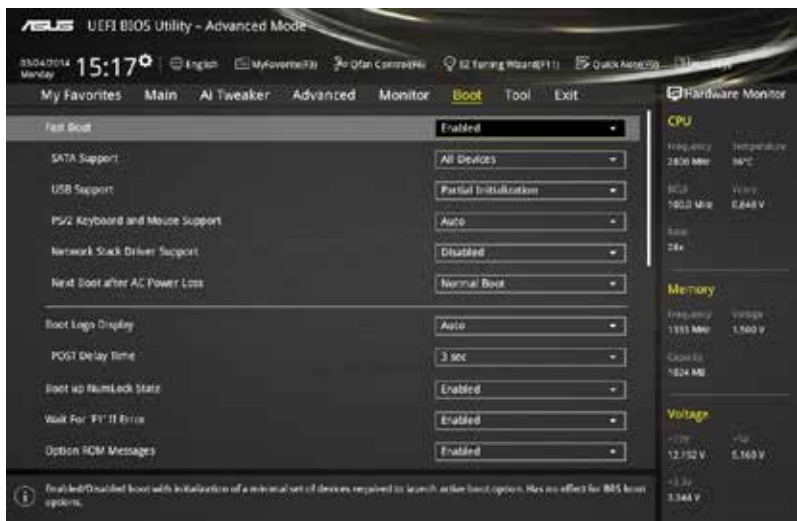 ASUS UEFI BIOS Utility – Advanced Mode
Monday 15:17 English MyFavorite(F3) Qfan Control(F6) EZ Tuning Wizard(F11) Quick Note(F9)
My Favorites Main Ai Tweaker Advanced Monitor Boot Tool Exit
Fast Boot Enabled
SATA Support All Devices
USB Support Partial Initialization
PS/2 Keyboard and Mouse Support Auto
Network Stack Driver Support Disabled
Next Boot after AC Power Loss Normal Boot
Boot Logo Display Auto
POST Delay Time 3 sec
Boot up NumLock State Enabled
Wait For 'F1' If Error Enabled
Option ROM Messages Enabled
Enabled/Disabled boot with initialization of a minimal set of devices required to launch active boot option. Has no effect for BBS boot
options.
Hardware Monitor
CPU
Frequency Temperature
BCLK Vcore
100.0 MHz 0.848 V
Ratio
28x
Memory
Frequency Voltage
1333 MHz 1.500 V
Capacity
1024 MB
Voltage
+12V +5V
5.160 V
+3.3V
3.344 V